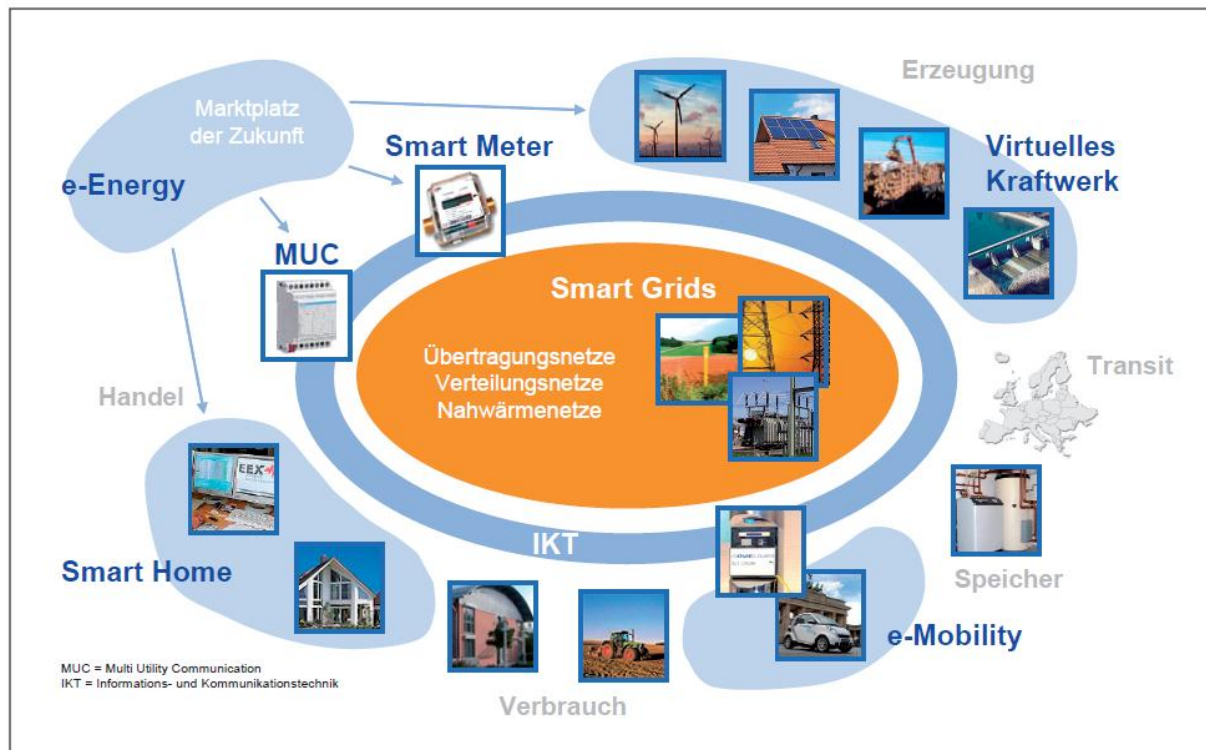 Erzeugung
Marktplatz
der Zukunft
e-Energy
Smart Meter
Virtuelles
Kraftwerk
MUC
Smart Grids
Übertragungsnetze
Verteilungsnetze
Nahwärmenetze
Transit
Handel
EEX
IKT
Smart Home
Speicher
e-Mobility
MUC = Multi Utility Communication
IKT = Informations- und Kommunikationstechnik
Verbrauch